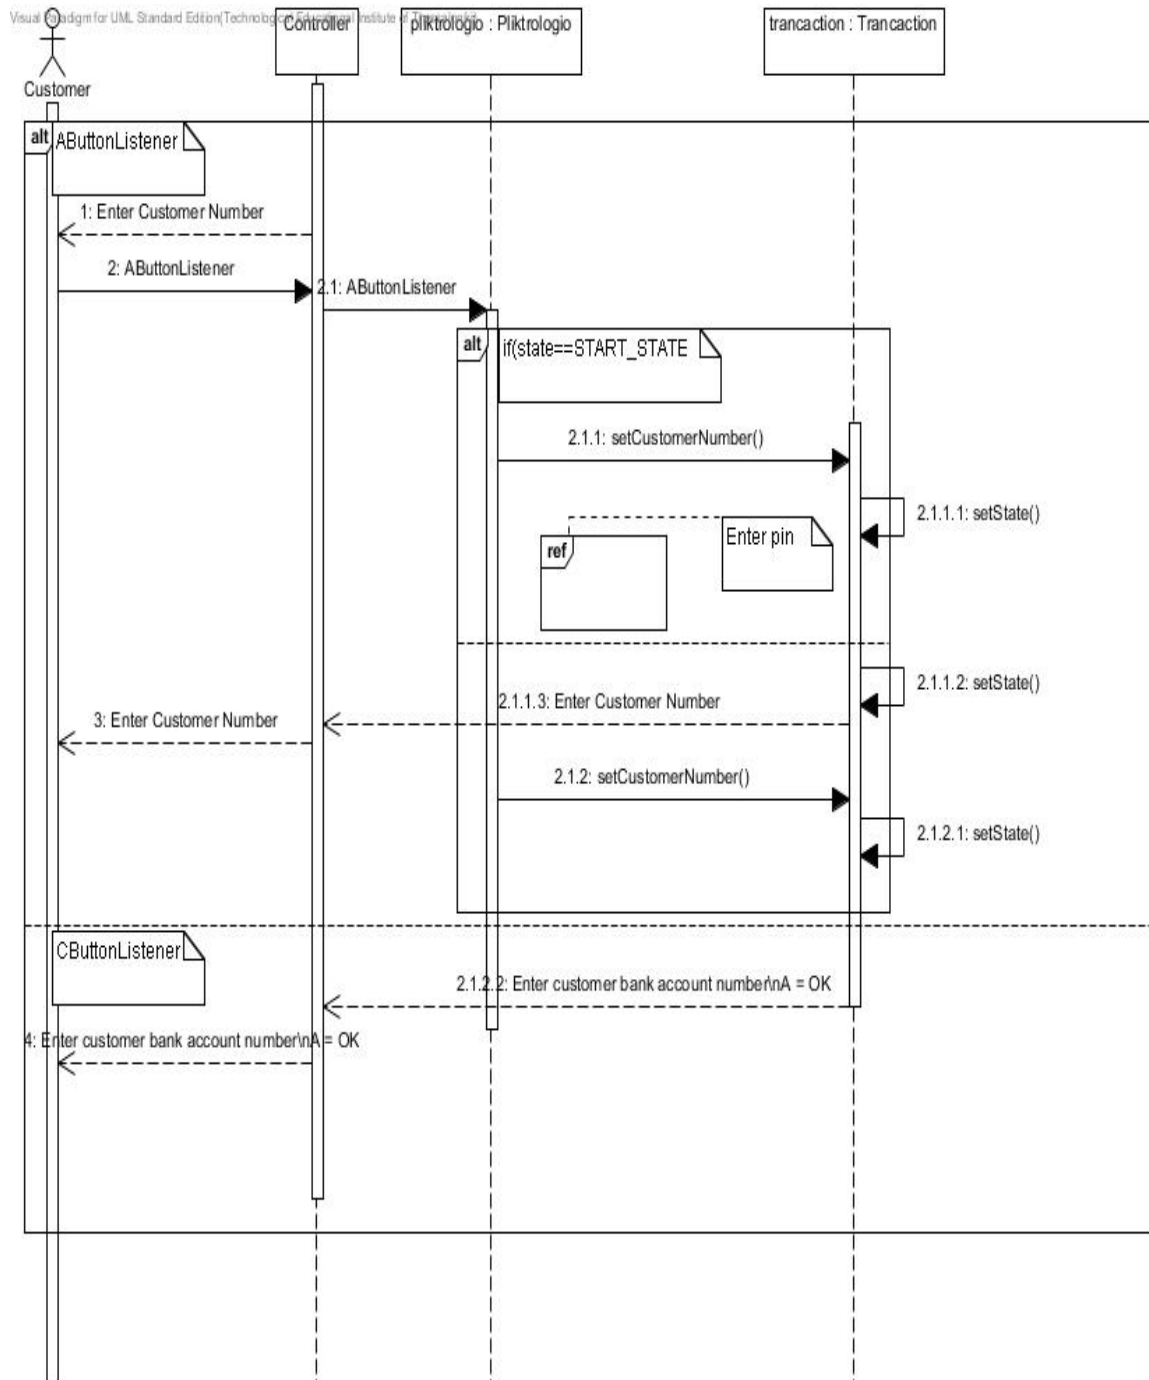 Visual Paradigm for UML Standard Edition(Technological Educational Institute of
Controller
pliktrologio : Pliktrologio
trancaction : Trancaction
Customer
alt
AButtonListener
1: Enter Customer Number
2: AButtonListener
2.1: AButtonListener
alt
if(state==START_STATE
2.1.1: setCustomerNumber()
2.1.1.1: setState()
Enter pin
ref
2.1.1.2: setState()
2.1.1.3: Enter Customer Number
3: Enter Customer Number
2.1.2: setCustomerNumber()
2.1.2.1: setState()
CButtonListener
2.1.2.2: Enter customer bank account number\nA = OK
4: Enter customer bank account number\nA = OK